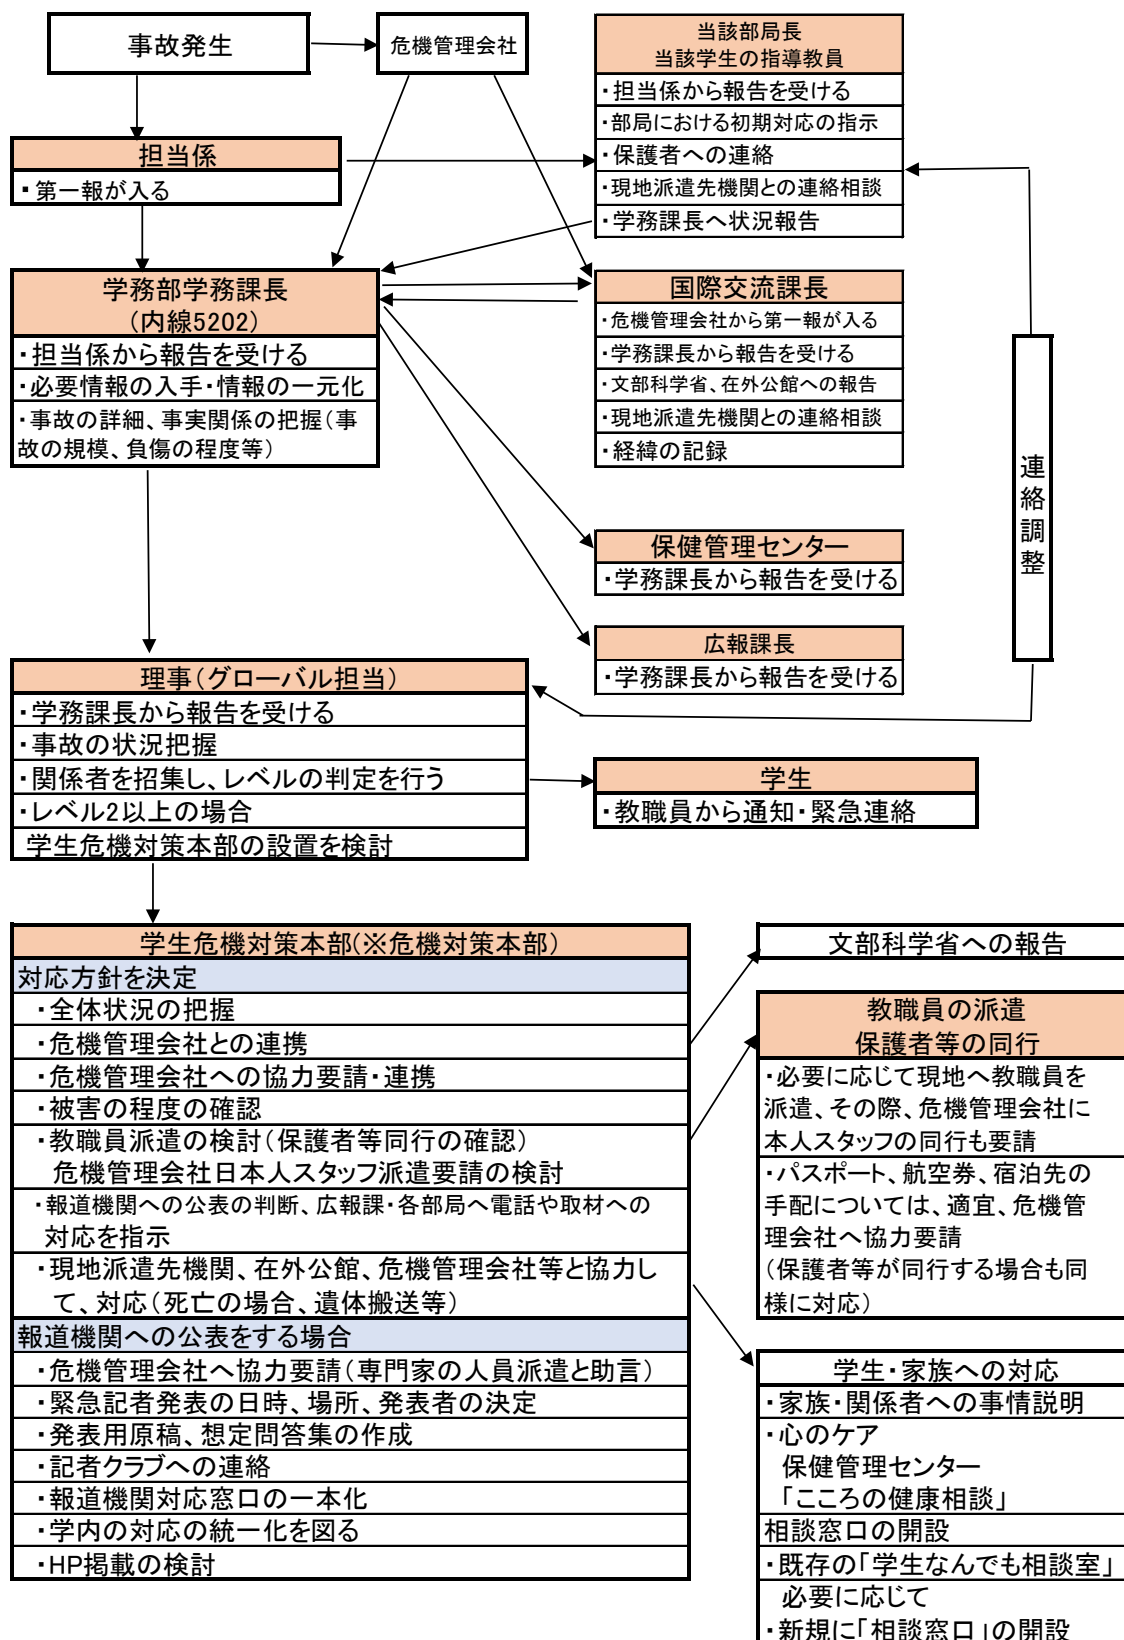 事故発生
危機管理会社
当該部局長
当該学生の指導教員
・担当係から報告を受ける
・部局における初期対応の指示
・保護者への連絡
・現地派遣先機関との連絡相談
・学務課長へ状況報告
担当係
・第一報が入る
学務部学務課長
(内線5202)
・担当係から報告を受ける
・必要情報の入手・情報の一元化
・事故の詳細、事実関係の把握(事
故の規模、負傷の程度等)
国際交流課長
・危機管理会社から第一報が入る
・学務課長から報告を受ける
・文部科学省、在外公館への報告
・現地派遣先機関との連絡相談
・経緯の記録
連絡調整
保健管理センター
・学務課長から報告を受ける
広報課長
・学務課長から報告を受ける
理事(グローバル担当)
・学務課長から報告を受ける
・事故の状況把握
・関係者を招集し、レベルの判定を行う
・レベル2以上の場合
学生危機対策本部の設置を検討
学生
・教職員から通知・緊急連絡
学生危機対策本部(※危機対策本部)
対応方針を決定
・全体状況の把握
・危機管理会社との連携
・危機管理会社への協力要請・連携
・被害の程度の確認
・教職員派遣の検討(保護者等同行の確認)
危機管理会社日本人スタッフ派遣要請の検討
・報道機関への公表の判断、広報課・各部局へ電話や取材への
対応を指示
・現地派遣先機関、在外公館、危機管理会社等と協力し
て、対応(死亡の場合、遺体搬送等)
報道機関への公表をする場合
・危機管理会社へ協力要請(専門家の人員派遣と助言)
・緊急記者発表の日時、場所、発表者の決定
・発表用原稿、想定問答集の作成
・記者クラブへの連絡
・報道機関対応窓口の一本化
・学内の対応の統一化を図る
・HP掲載の検討
文部科学省への報告
教職員の派遣
保護者等の同行
・必要に応じて現地へ教職員を
派遣、その際、危機管理会社に
本人スタッフの同行も要請
・パスポート、航空券、宿泊先の
手配については、適宜、危機管
理会社へ協力要請
(保護者等が同行する場合も同
様に対応)
学生・家族への対応
・家族・関係者への事情説明
・心のケア
保健管理センター
「こころの健康相談」
相談窓口の開設
・既存の「学生なんでも相談室」
必要に応じて
・新規に「相談窓口」の開設